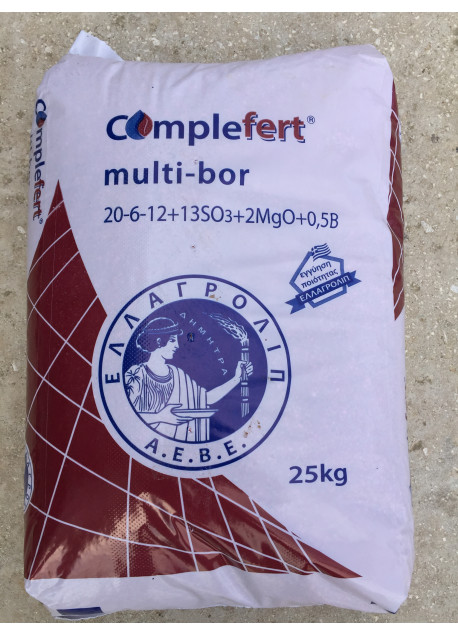 Complefert®
Complefert®
multi-bor
20-6-12+13SO3+2MgO+0,5B
εγγύηση
ποιότητας
ΕΛΛΑΓΡΟΛΙΠ
ΕΛΛΑΓΡΟΛΙΠ
ΔΗΜΗΤΡΑ
Α.Ε.Β.Ε.
25kg